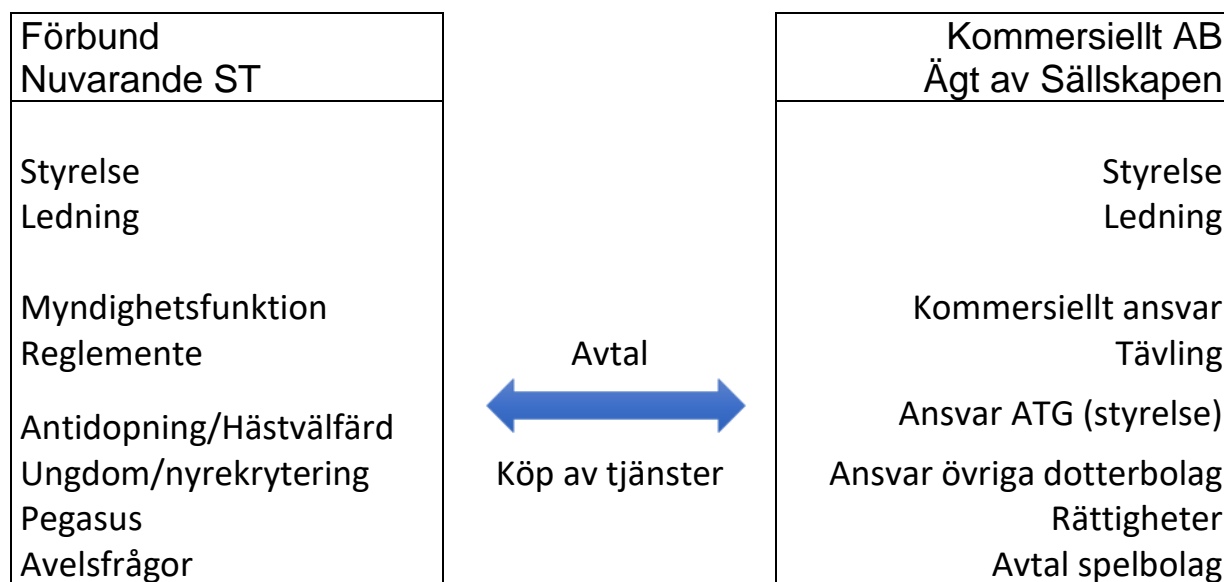 Förbund
Nuvarande ST
Styrelse
Ledning
Myndighetsfunktion
Reglemente
Antidopning/Hästvälfärd
Ungdom/nyrekrytering
Pegasus
Avelsfrågor
Avtal
Köp av tjänster
Kommersiellt AB
Ägt av Sällskapen
Styrelse
Ledning
Kommersiellt ansvar
Tävling
Ansvar ATG (styrelse)
Ansvar övriga dotterbolag
Rättigheter
Avtal spelbolag